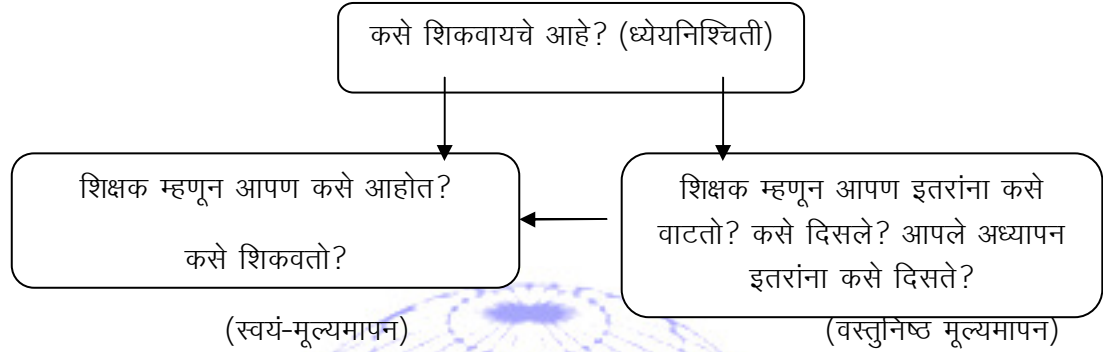 कसे शिकवायचे आहे? (ध्येयनिश्चिती)
शिक्षक म्हणून आपण कसे आहोत?
कसे शिकवतो?
शिक्षक म्हणून आपण इतरांना कसे
वाटतो? कसे दिसले? आपले अध्यापन
इतरांना कसे दिसते?
(स्वयं-मूल्यमापन)
(वस्तुनिष्ठ मूल्यमापन)